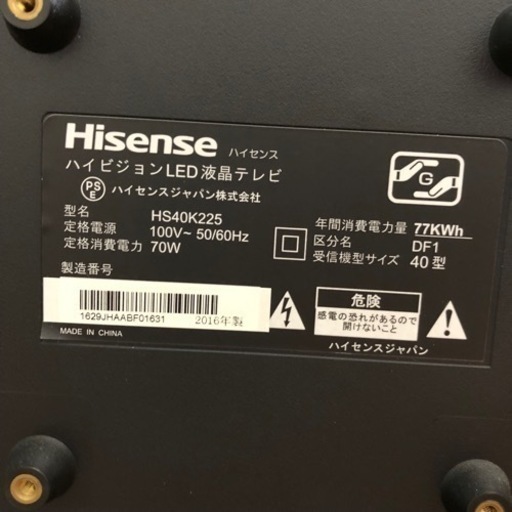 Hisense ハイセンス
ハイビジョンLED液晶テレビ
PS
E
ハイセンスジャパン株式会社
型名 HS40K225
定格電源 100V~ 50/60Hz
定格消費電力 70W
製造番号
1629JHAABF01631 2016年製
MADE IN CHINA
G
年間消費電力量 77KWh
区分名 DF1
受信機型サイズ 40型
危険
感電の恐れがあるので
開けないこと
ハイセンスジャパン